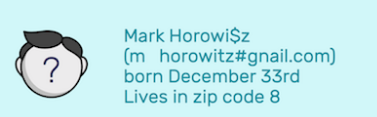 ?
Mark Horowi$z
(m   horowitz#gnail.com)
born December 33rd
Lives in zip code 8